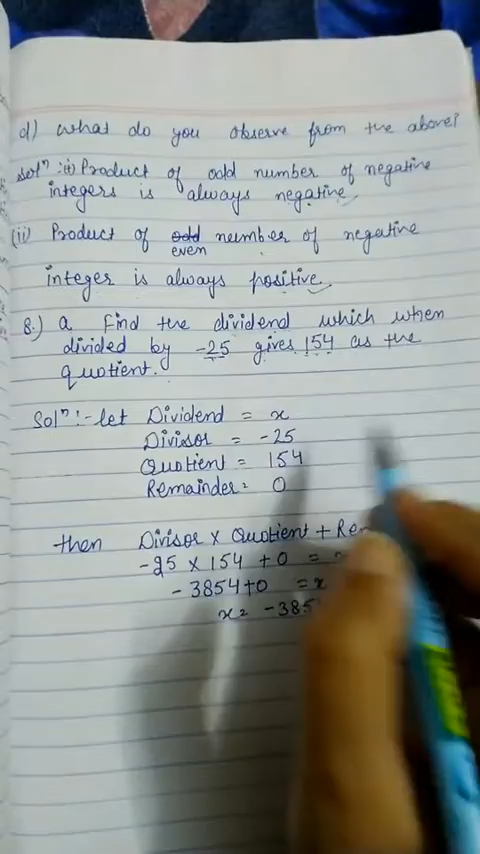 d) What do you observe from the above?
Solⁿ :(i) Product of odd number of negative
integers is always negative.
(ii) Product of odd number of negative
even
integer is always positive.
8.) a Find the dividend which when
divided by -25 gives 154 as the
quotient.
Solⁿ :- let Dividend = x
Divisor = -25
Quotient = 154
Remainder = 0
then Divisor x Quotient + Rem
-25 x 154 + 0 =
-3854+0 = x
x = -385